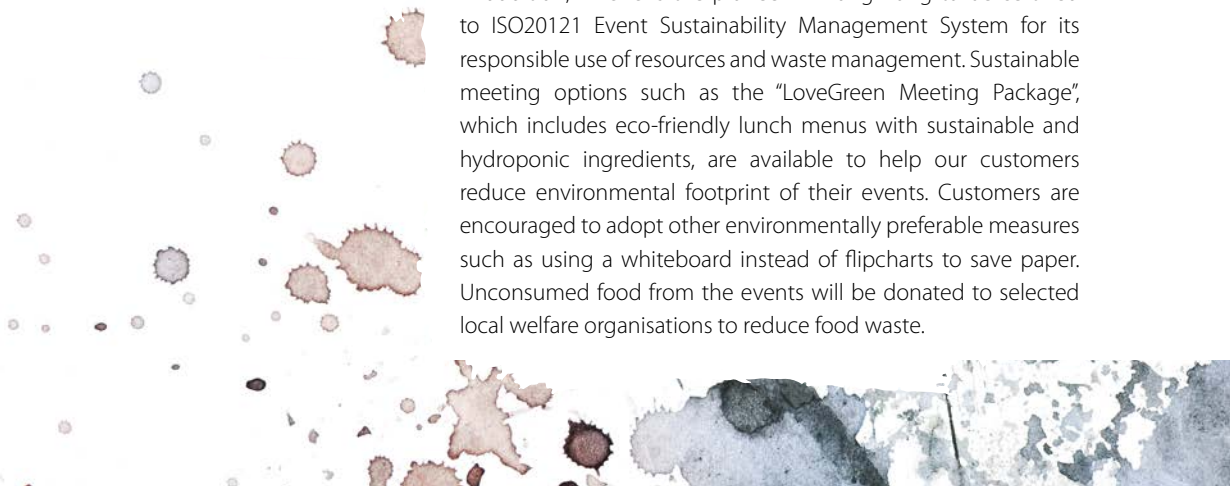 to ISO20121 Event Sustainability Management System for its
responsible use of resources and waste management. Sustainable
meeting options such as the “LoveGreen Meeting Package”,
which includes eco-friendly lunch menus with sustainable and
hydroponic ingredients, are available to help our customers
reduce environmental footprint of their events. Customers are
encouraged to adopt other environmentally preferable measures
such as using a whiteboard instead of flipcharts to save paper.
Unconsumed food from the events will be donated to selected
local welfare organisations to reduce food waste.